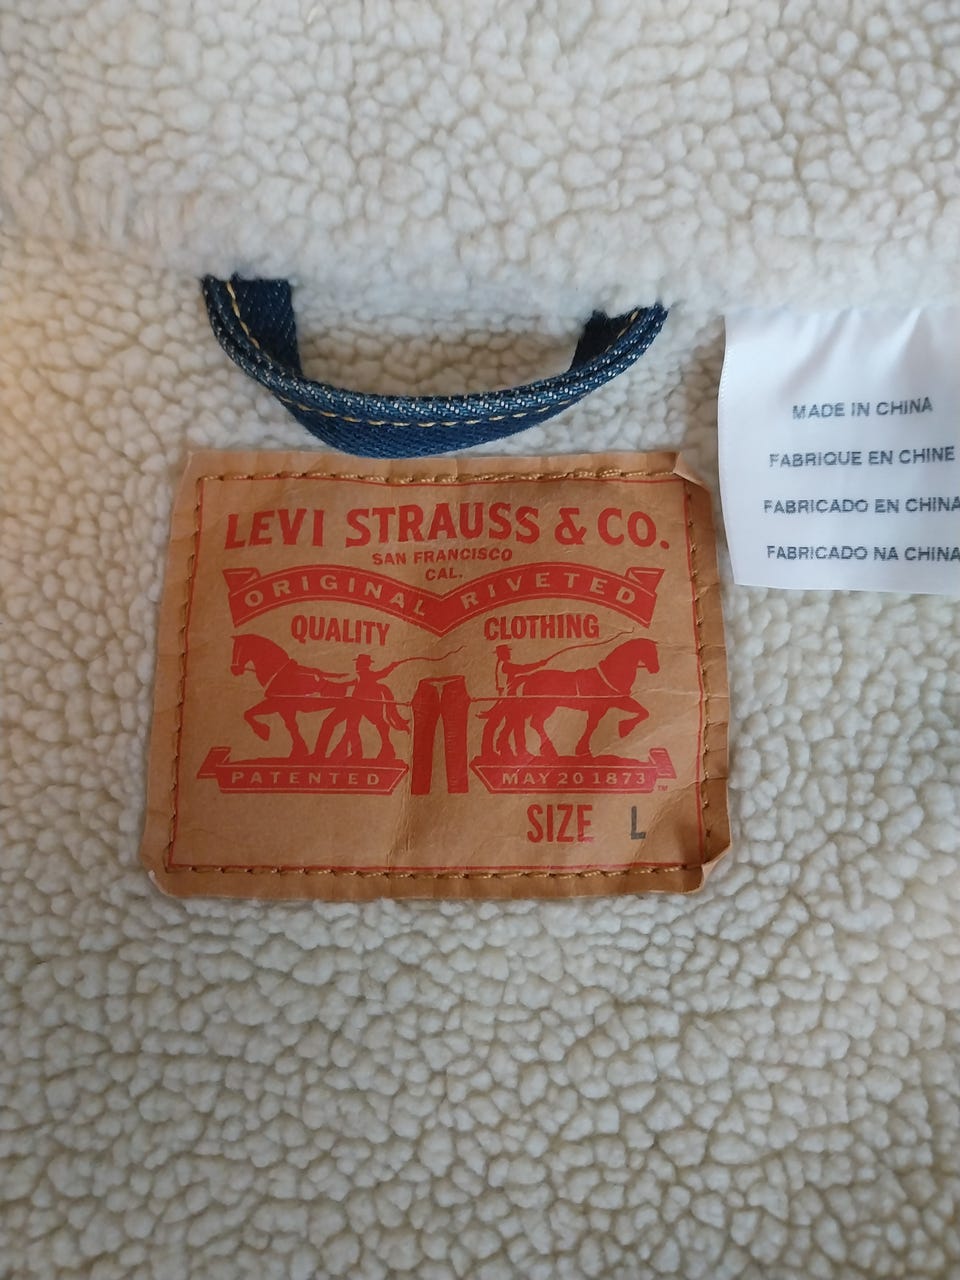 LEVI STRAUSS & CO.
SAN FRANCISCO
CAL.
ORIGINAL RIVETED
QUALITY CLOTHING
PATENTED MAY 20 1873
TM
SIZE L
MADE IN CHINA
FABRIQUE EN CHINE
FABRICADO EN CHINA
FABRICADO NA CHINA